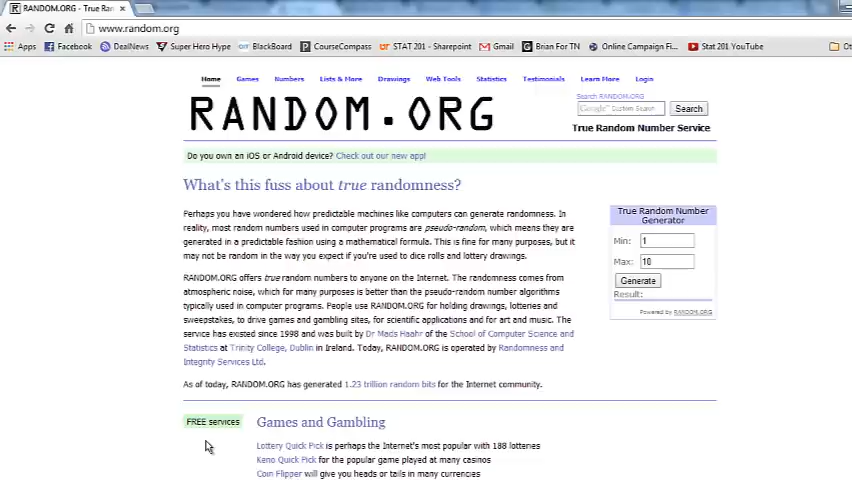 RANDOM.ORG - True Ran
www.random.org
Apps Facebook DealNews Super Hero Hype BlackBoard CourseCompass STAT 201 - Sharepoint Gmail Brian For TN Online Campaign Fi... Stat 201 YouTube
Home Games Numbers Lists & More Drawings Web Tools Statistics Testimonials Learn More Login
Search RANDOM.ORG
RANDOM.ORG
Google Custom Search Search
True Random Number Service
Do you own an iOS or Android device? Check out our new app!
What's this fuss about true randomness?
Perhaps you have wondered how predictable machines like computers can generate randomness. In
reality, most random numbers used in computer programs are pseudo-random, which means they are
generated in a predictable fashion using a mathematical formula. This is fine for many purposes, but it
may not be random in the way you expect if you're used to dice rolls and lottery drawings.
RANDOM.ORG offers true random numbers to anyone on the Internet. The randomness comes from
atmospheric noise, which for many purposes is better than the pseudo-random number algorithms
typically used in computer programs. People use RANDOM.ORG for holding drawings, lotteries and
sweepstakes, to drive games and gambling sites, for scientific applications and for art and music. The
service has existed since 1998 and was built by Dr Mads Haahr of the School of Computer Science and
Statistics at Trinity College, Dublin in Ireland. Today, RANDOM.ORG is operated by Randomness and
Integrity Services Ltd.
As of today, RANDOM.ORG has generated 1.23 trillion random bits for the Internet community.
True Random Number
Generator
Min: 1
Max: 10
Generate
Result:
Powered by RANDOM.ORG
FREE services
Games and Gambling
Lottery Quick Pick is perhaps the Internet's most popular with 188 lotteries
Keno Quick Pick for the popular game played at many casinos
Coin Flipper will give you heads or tails in many currencies